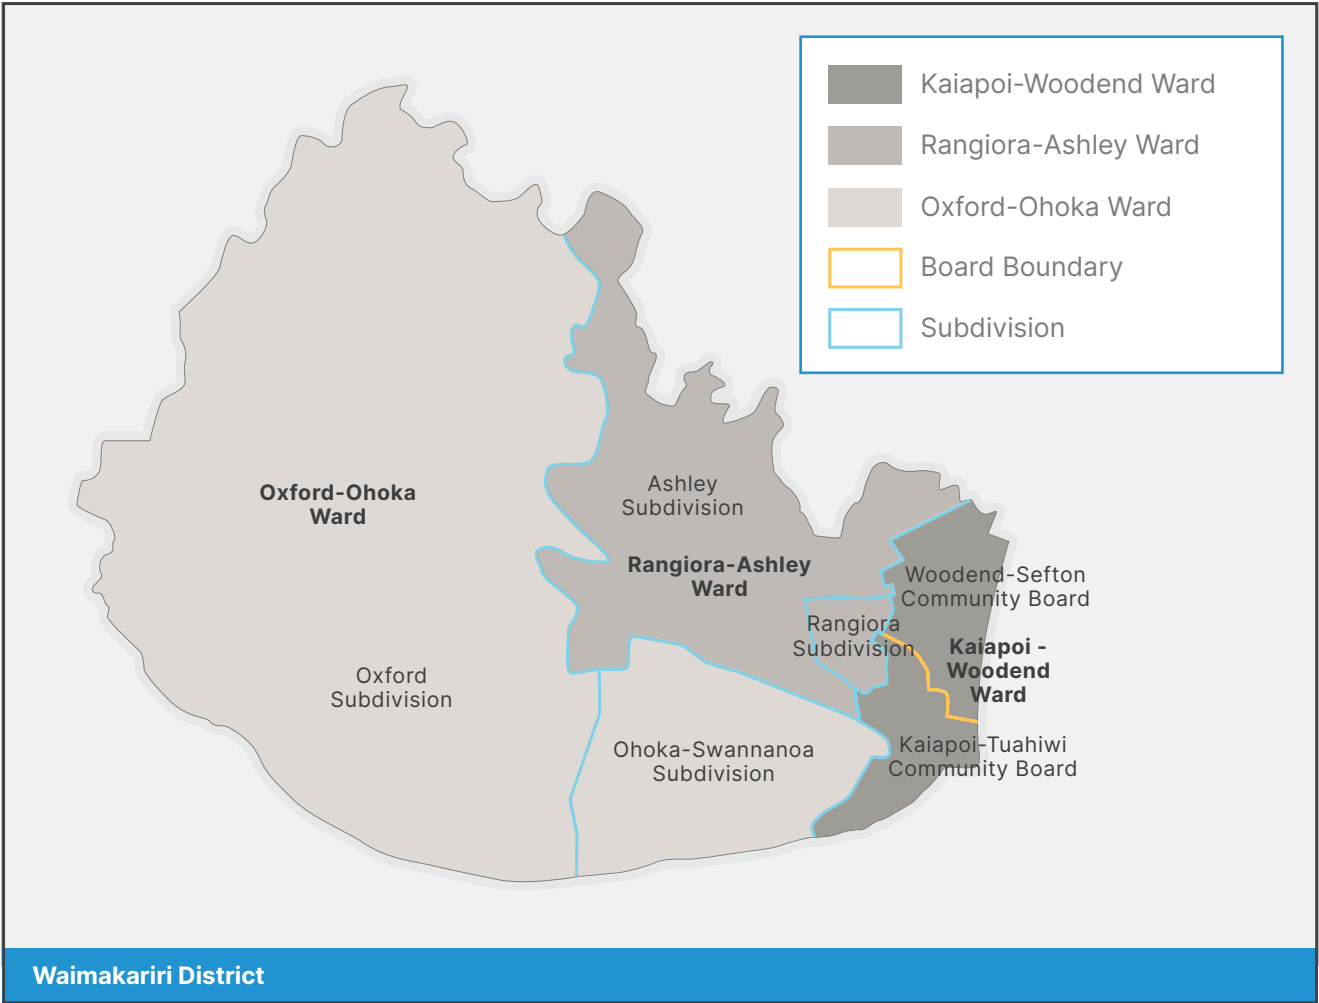 Kaiapoi-Woodend Ward
Rangiora-Ashley Ward
Oxford-Ohoka Ward
Board Boundary
Subdivision
Oxford-Ohoka
Ward
Ashley
Subdivision
Rangiora-Ashley
Ward
Woodend-Sefton
Community Board
Rangiora
Subdivision
Kaiapoi -
Woodend
Ward
Oxford
Subdivision
Ohoka-Swannanoa
Subdivision
Kaiapoi-Tuahiwi
Community Board
Waimakariri District